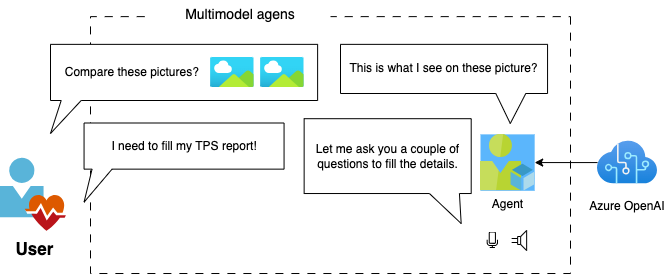 Multimodel agens
Compare these pictures?
This is what I see on these picture?
I need to fill my TPS report!
Let me ask you a couple of
questions to fill the details.
Agent
Azure OpenAI
User